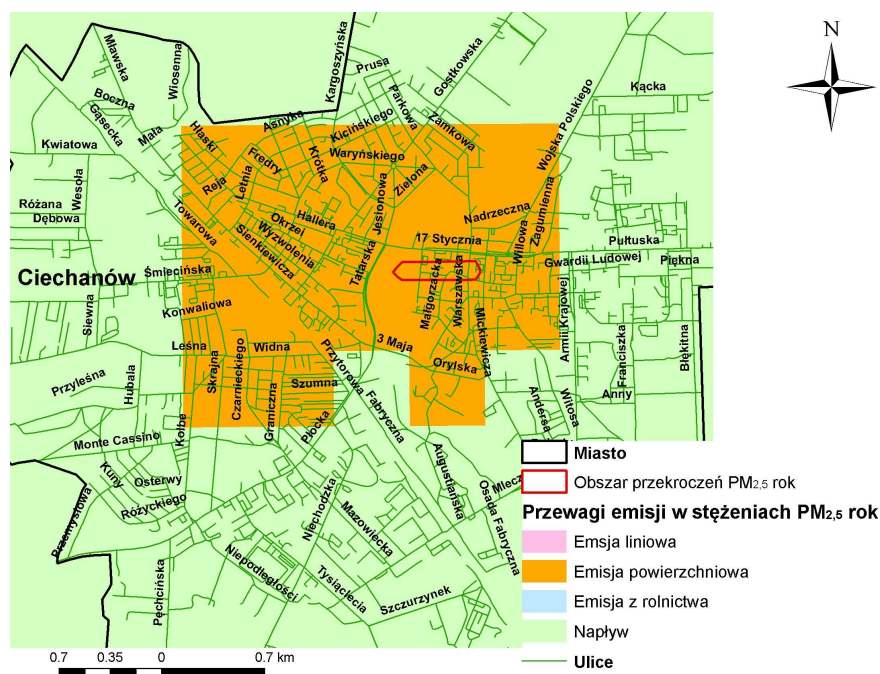 N
Mławska
Wiosenna
Kargoszyńska
Prusa
Gostkowska
Boczna
Gąsecka
Mała
Parkowa
Kącka
Asnyka
Kicińskiego
Zamkowa
Wojska Polskiego
Kwiatowa
Hłaski
Fredry
Krótka
Waryńskiego
Wesoła
Reja
Letnia
Zielona
Zagumienna
Różana
Dębowa
Towarowa
Hallera
Okrzei
Jesionowa
Nadrzeczna
Willowa
Wyzwolenia
Sienkiewicza
17 Stycznia
Pułtuska
Ciechanów
Śmiecińska
Tatarska
Gwardii Ludowej
Piękna
Małgorzacka
Warszawska
Konwaliowa
Siewna
Mickiewicza
Armii Krajowej
3 Maja
Leśna
Widna
Franciszka
Błękitna
Przyleśna
Hubala
Skrajna
Czarnieckiego
Szumna
Przytorowa
Orylska
Anny
Graniczna
Fabryczna
Andersa
Witosa
Kolbe
Płocka
Monte Cassino
Kuny
Osterwy
Augustiańska
Mlecz
Różyckiego
Niechodzka
Osada Fabryczna
Przemysłowa
Mazowiecka
Niepodległości
Tysiąclecia
Pęchcińska
Szczurzynek
Miasto
Obszar przekroczeń PM2,5 rok
Przewagi emisji w stężeniach PM2,5 rok
Emsja liniowa
Emisja powierzchniowa
Emisja z rolnictwa
Napływ
Ulice
0.7 0.35 0 0.7 km